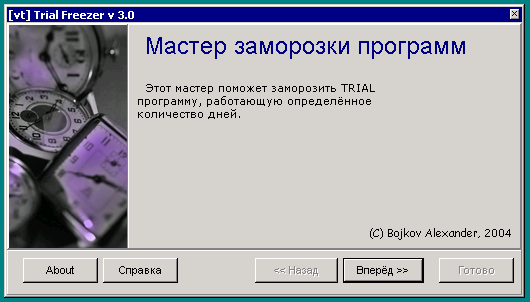 [vt] Trial Freezer v 3.0
Мастер заморозки программ
Этот мастер поможет заморозить TRIAL
программу, работающую определённое
количество дней.
(C) Bojkov Alexander, 2004
About
Справка
<< Назад
Вперёд >>
Готово